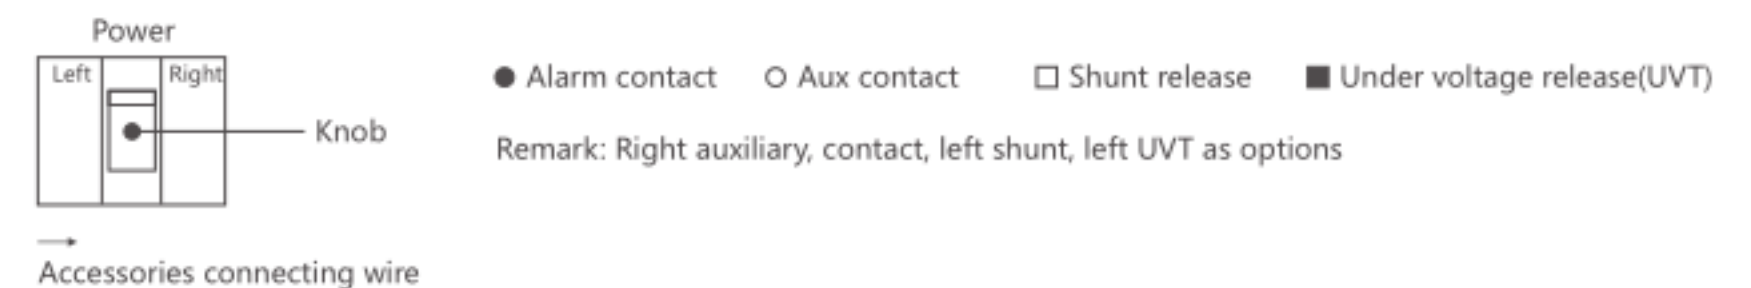 Power
Left
Right
Knob
Accessories connecting wire
Alarm contact
Aux contact
Shunt release
Under voltage release(UVT)
Remark: Right auxiliary, contact, left shunt, left UVT as options